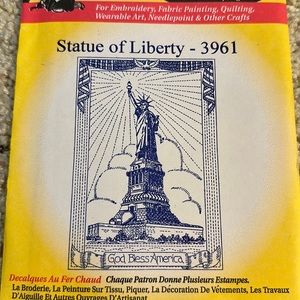 For Embroidery, Fabric Painting, Quilting,
Wearable Art, Needlepoint & Other Crafts
Statue of Liberty - 3961
God Bless America
Decalques Au Fer Chaud Chaque Patron Donne Plusieurs Estampes.
La Broderie, La Peinture Sur Tissu, Piquer, La Décoration De Vetements, Les Travaux
D'Aiguille Et Autres Ouvrages D'Artisanat